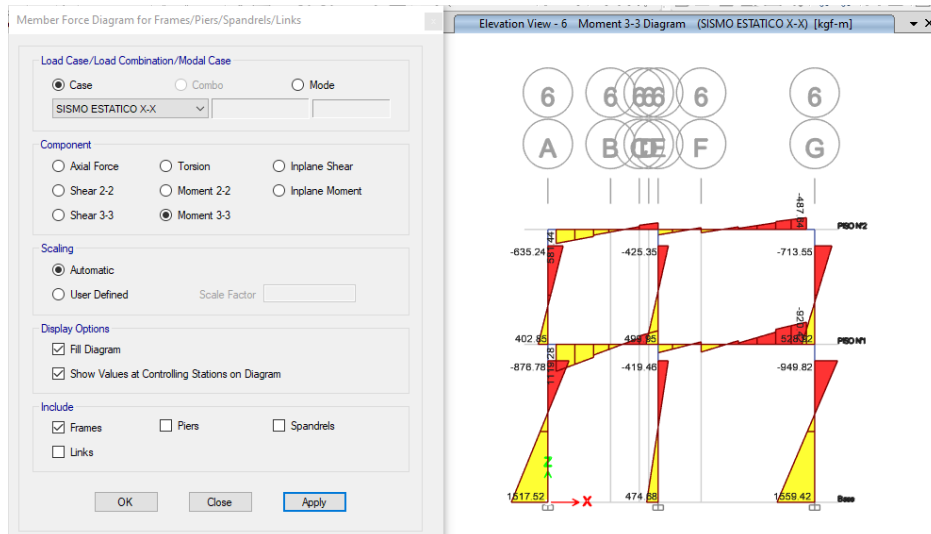 Member Force Diagram for Frames/Piers/Spandrels/Links
Load Case/Load Combination/Modal Case
Case
Combo
Mode
SISMO ESTATICO X-X
Component
Axial Force
Torsion
Inplane Shear
Shear 2-2
Moment 2-2
Inplane Moment
Shear 3-3
Moment 3-3
Scaling
Automatic
User Defined
Scale Factor
Display Options
Fill Diagram
Show Values at Controlling Stations on Diagram
Include
Frames
Piers
Spandrels
Links
OK
Close
Apply
Elevation View - 6 Moment 3-3 Diagram (SISMO ESTATICO X-X) [kgf-m]
6 6 6 6 6 6
A B D E F G
PISO N°2
-635.24
-425.35
-713.55
402.85
PISO N°1
-876.78
-419.46
-949.82
1517.52
474.68
1559.42
Base
Z
X